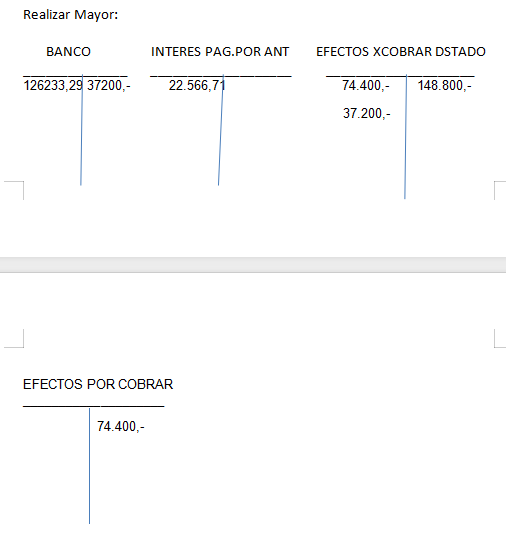 Realizar Mayor:
BANCO INTERES PAG.POR ANT EFECTOS XCOBRAR DSTADO
126233,29 37200,- 22.566,71 74.400,- 148.800,-
37.200,-
EFECTOS POR COBRAR
74.400,-